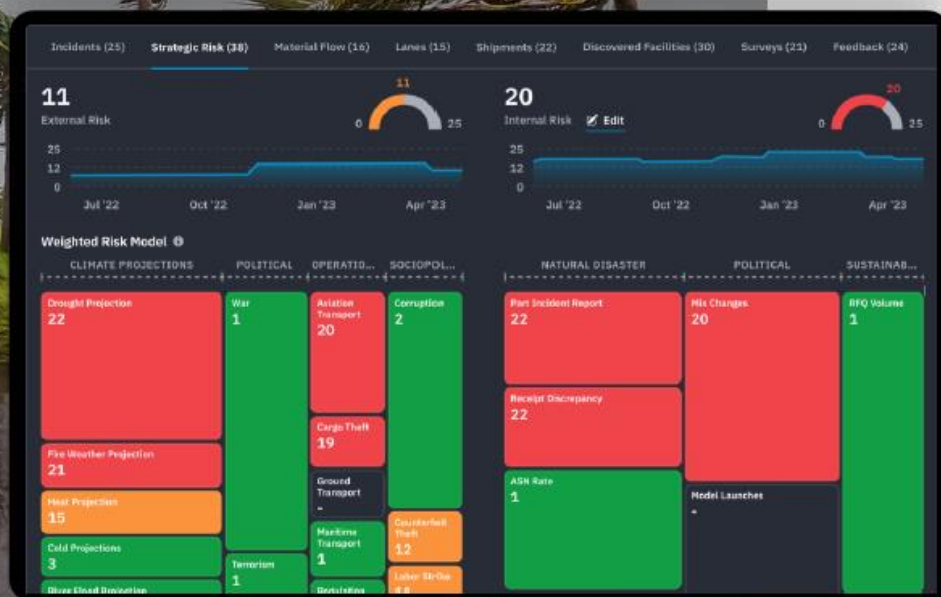 Incidents (25) Strategic Risk (38) Material Flow (16) Lanes (15) Shipments (22) Discovered Facilities (30) Surveys (21) Feedback (24)
11
External Risk
11
0 25
25
12
0
Jul '22 Oct '22 Jan '23 Apr '23
20
Internal Risk Edit
20
0 25
25
12
0
Jul '22 Oct '22 Jan '23 Apr '23
Weighted Risk Model
CLIMATE PROJECTIONS POLITICAL OPERATIO... SOCIOPOL...
Drought Projection
22
Fire Weather Projection
21
Heat Projection
15
Cold Projections
3
River Flood Projection
War
1
Terrorism
1
Aviation
Transport
20
Cargo Theft
19
Ground
Transport
-
Maritime
Transport
1
Corruption
2
Counterfeit
Theft
12
Labor Strike
NATURAL DISASTER POLITICAL SUSTAINAB...
Part Incident Report
22
Receipt Discrepancy
22
ASN Rate
1
Mix Changes
20
Model Launches
-
RFQ Volume
1